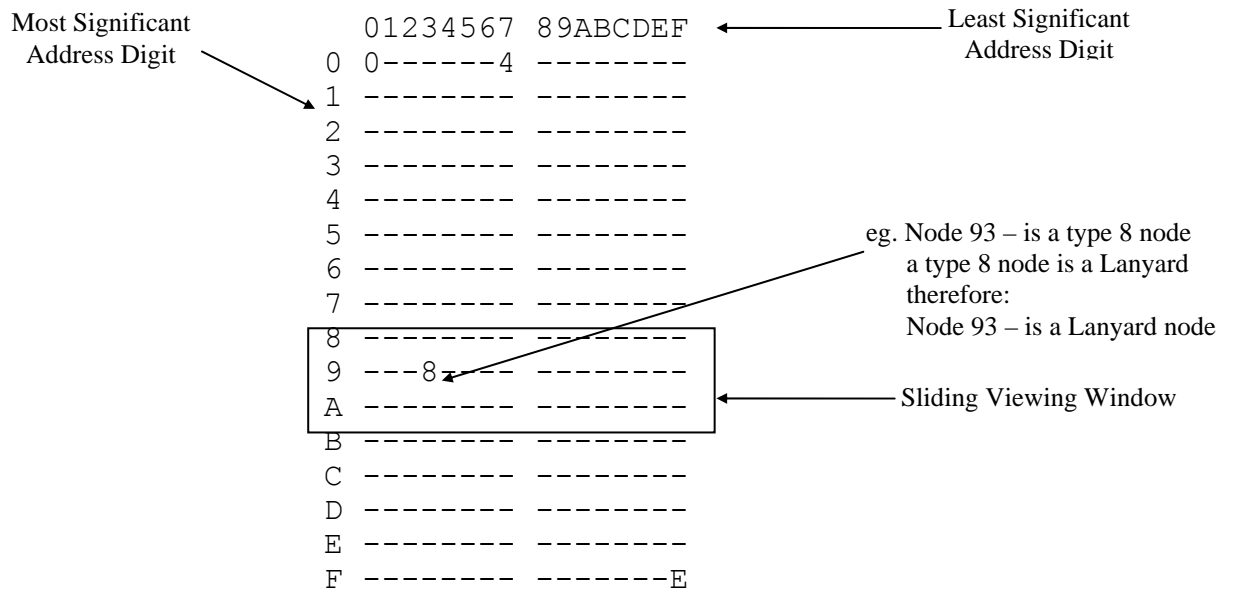 Most Significant
Address Digit
01234567 89ABCDEF
Least Significant
Address Digit
0 0------4 --------
1 -------- --------
2 -------- --------
3 -------- --------
4 -------- --------
5 -------- --------
6 -------- --------
7 -------- --------
8 -------- --------
9 ---8---- --------
A -------- --------
B -------- --------
C -------- --------
D -------- --------
E -------- --------
F -------- -------E
eg. Node 93 – is a type 8 node
a type 8 node is a Lanyard
therefore:
Node 93 – is a Lanyard node
Sliding Viewing Window